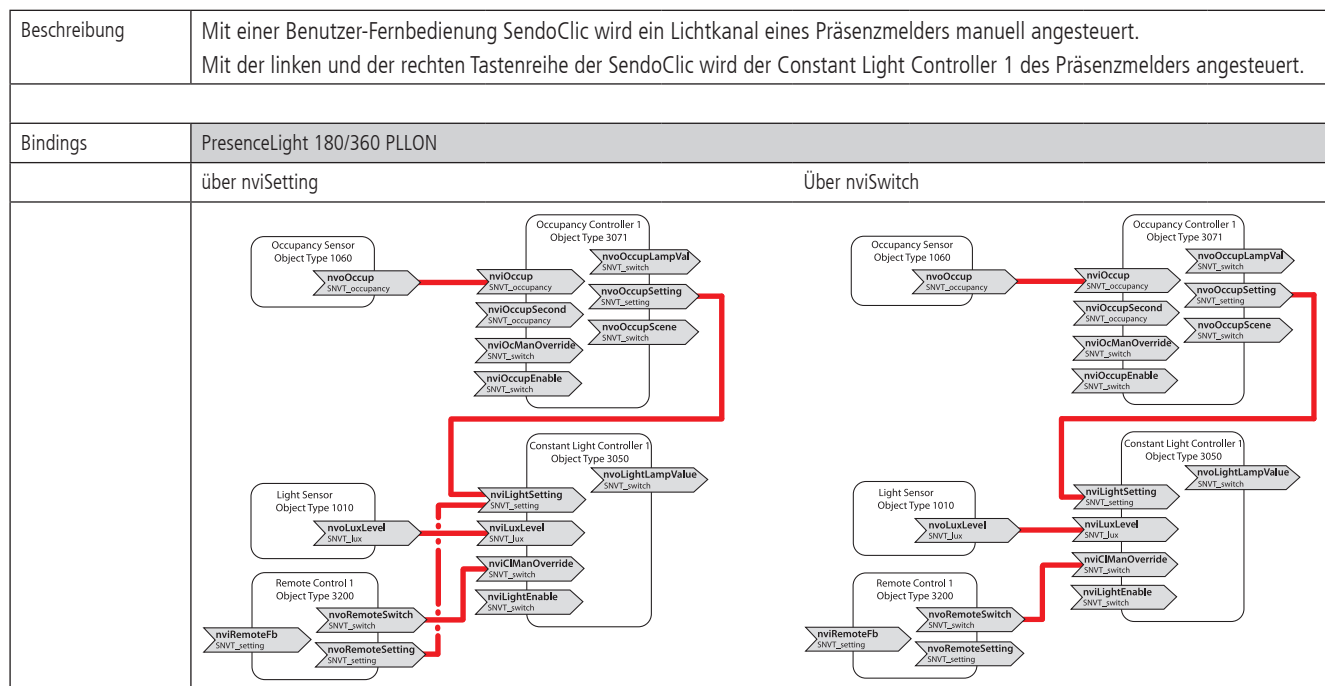 Beschreibung
Mit einer Benutzer-Fernbedienung SendoClic wird ein Lichtkanal eines Präsenzmelders manuell angesteuert.
Mit der linken und der rechten Tastenreihe der SendoClic wird der Constant Light Controller 1 des Präsenzmelders angesteuert.
Bindings
PresenceLight 180/360 PLLON
über nviSetting
Über nviSwitch
Occupancy Sensor
Object Type 1060
nvoOccup
SNVT_occupancy
Occupancy Controller 1
Object Type 3071
nvoOccupLampVal
SNVT_switch
nviOccup
SNVT_occupancy
nvoOccupSetting
SNVT_setting
nviOccupSecond
SNVT_occupancy
nvoOccupScene
SNVT_switch
nviOcManOverride
SNVT_switch
nviOccupEnable
SNVT_switch
Constant Light Controller 1
Object Type 3050
nvoLightLampValue
SNVT_switch
nviLightSetting
SNVT_setting
Light Sensor
Object Type 1010
nvoLuxLevel
SNVT_lux
nviLuxLevel
SNVT_lux
nviClManOverride
SNVT_switch
nviLightEnable
SNVT_switch
Remote Control 1
Object Type 3200
nvoRemoteSwitch
SNVT_switch
nviRemoteFb
SNVT_setting
nvoRemoteSetting
SNVT_setting
Occupancy Sensor
Object Type 1060
nvoOccup
SNVT_occupancy
Occupancy Controller 1
Object Type 3071
nvoOccupLampVal
SNVT_switch
nviOccup
SNVT_occupancy
nvoOccupSetting
SNVT_setting
nviOccupSecond
SNVT_occupancy
nvoOccupScene
SNVT_switch
nviOcManOverride
SNVT_switch
nviOccupEnable
SNVT_switch
Constant Light Controller 1
Object Type 3050
nvoLightLampValue
SNVT_switch
nviLightSetting
SNVT_setting
Light Sensor
Object Type 1010
nvoLuxLevel
SNVT_lux
nviLuxLevel
SNVT_lux
nviClManOverride
SNVT_switch
nviLightEnable
SNVT_switch
Remote Control 1
Object Type 3200
nvoRemoteSwitch
SNVT_switch
nviRemoteFb
SNVT_setting
nvoRemoteSetting
SNVT_setting